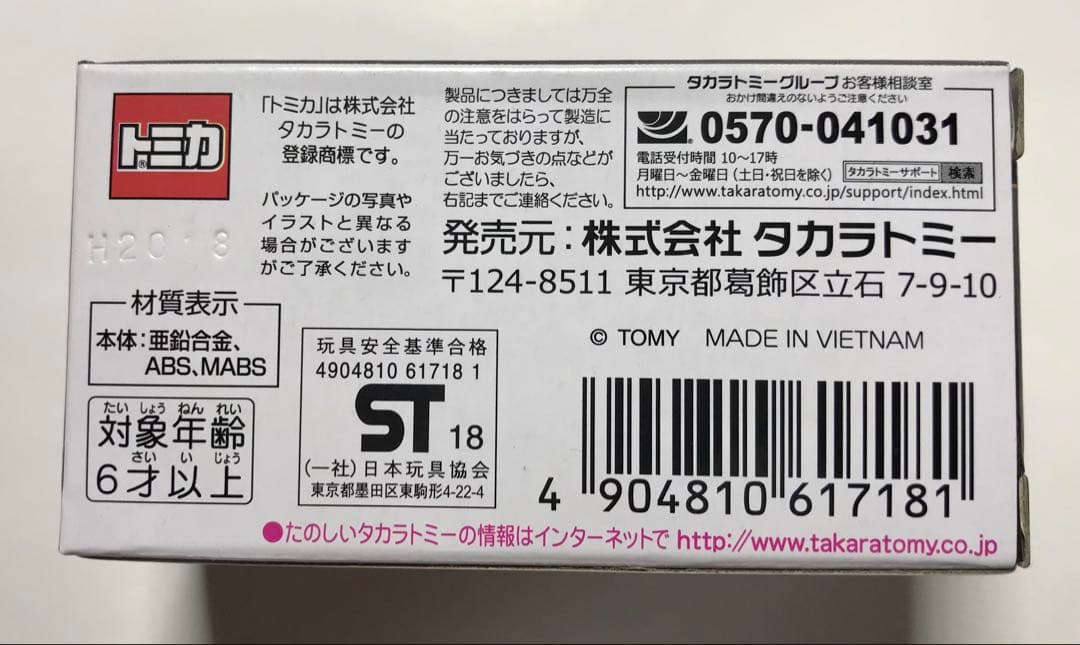 トミカ
®
「トミカ」は株式会社
タカラトミーの
登録商標です。
パッケージの写真や
イラストと異なる
場合がございます
がご了承ください。
製品につきましては万全
の注意をはらって製造に
当たっておりますが、
万一お気づきの点などが
ございましたら、
右記までご連絡ください。
タカラトミーグループお客様相談室
おかけ間違えのないようご注意ください
0570-041031
電話受付時間 10〜17時
月曜日〜金曜日(土日・祝日を除く) タカラトミーサポート 検索
http://www.takaratomy.co.jp/support/index.html
発売元:株式会社 タカラトミー
〒124-8511 東京都葛飾区立石 7-9-10
材質表示
本体:亜鉛合金、
ABS、MABS
たい しょう ねん れい
対象年齢
さい い じょう
6才以上
玩具安全基準合格
4904810 61718 1
ST 18
(一社)日本玩具協会
東京都墨田区東駒形4-22-4
© TOMY MADE IN VIETNAM
4 904810 617181
●たのしいタカラトミーの情報はインターネットで http://www.takaratomy.co.jp